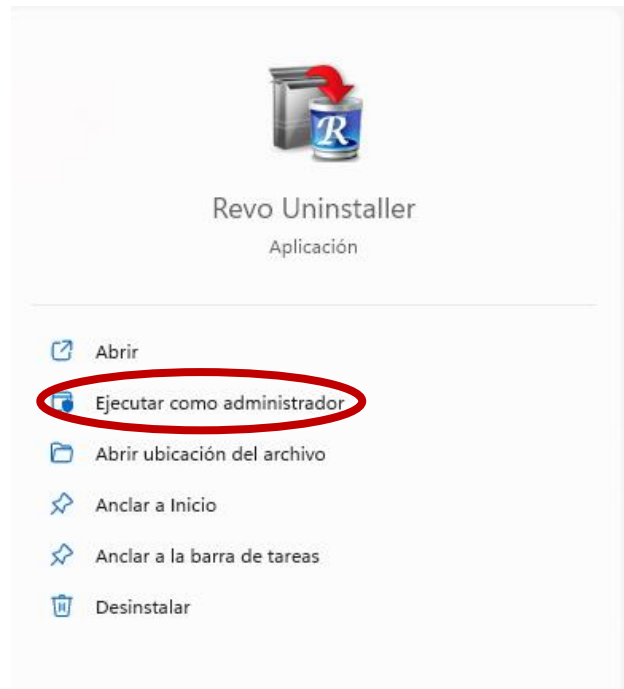 R
Revo Uninstaller
Aplicación
Abrir
Ejecutar como administrador
Abrir ubicación del archivo
Anclar a Inicio
Anclar a la barra de tareas
Desinstalar